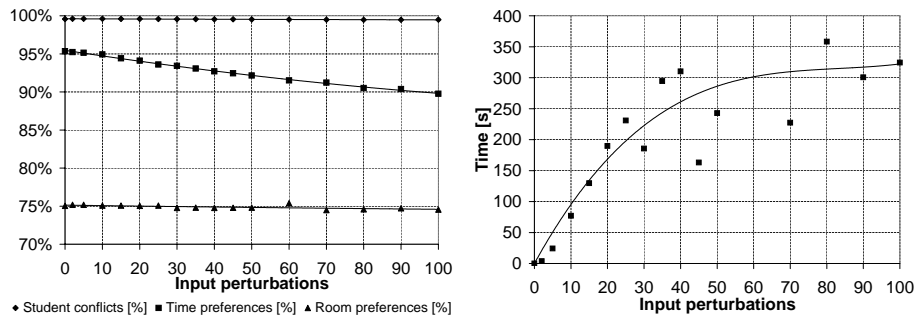 100%
95%
90%
85%
80%
75%
70%
0 10 20 30 40 50 60 70 80 90 100
Input perturbations
Student conflicts [%] Time preferences [%] Room preferences [%]
Time [s]
400
350
300
250
200
150
100
50
0
0 10 20 30 40 50 60 70 80 90 100
Input perturbations